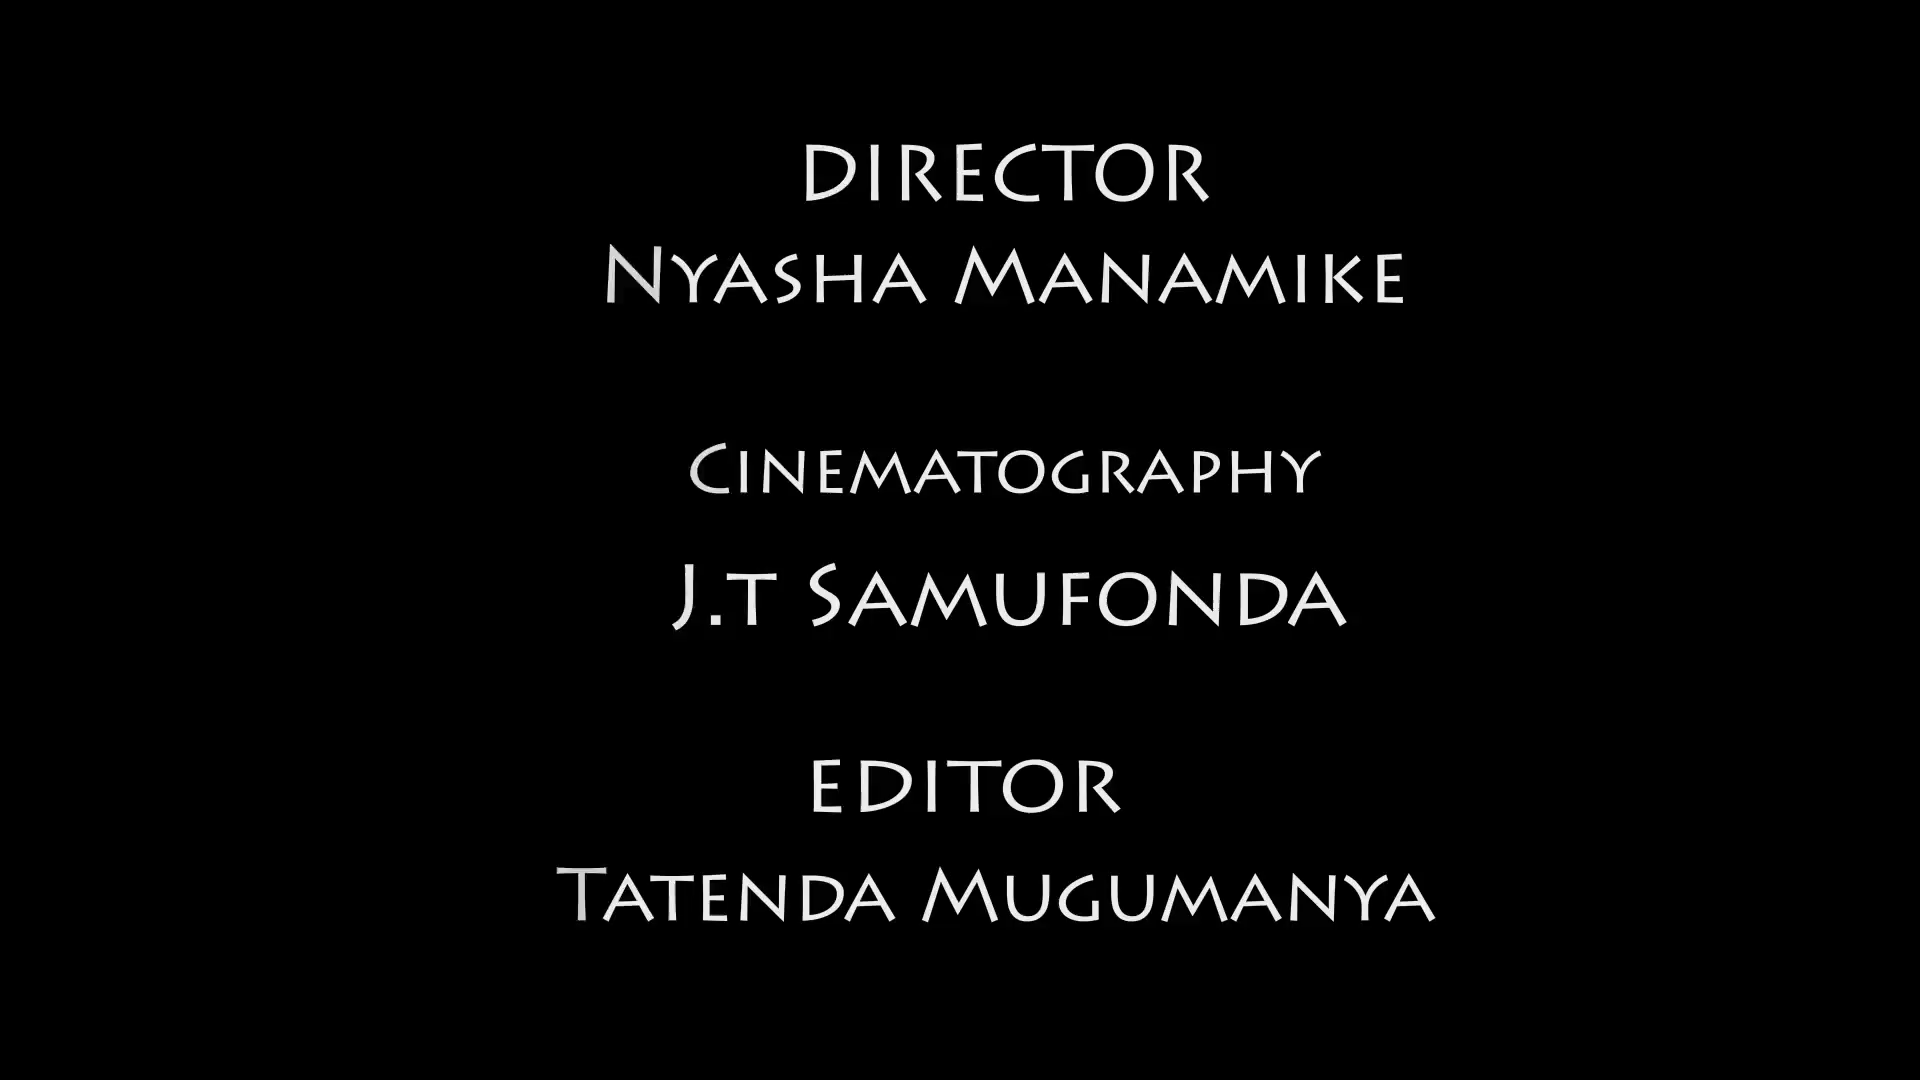 DIRECTOR
Nyasha Manamike
Cinematography
J.t Samufonda
EDITOR
Tatenda Mugumanya